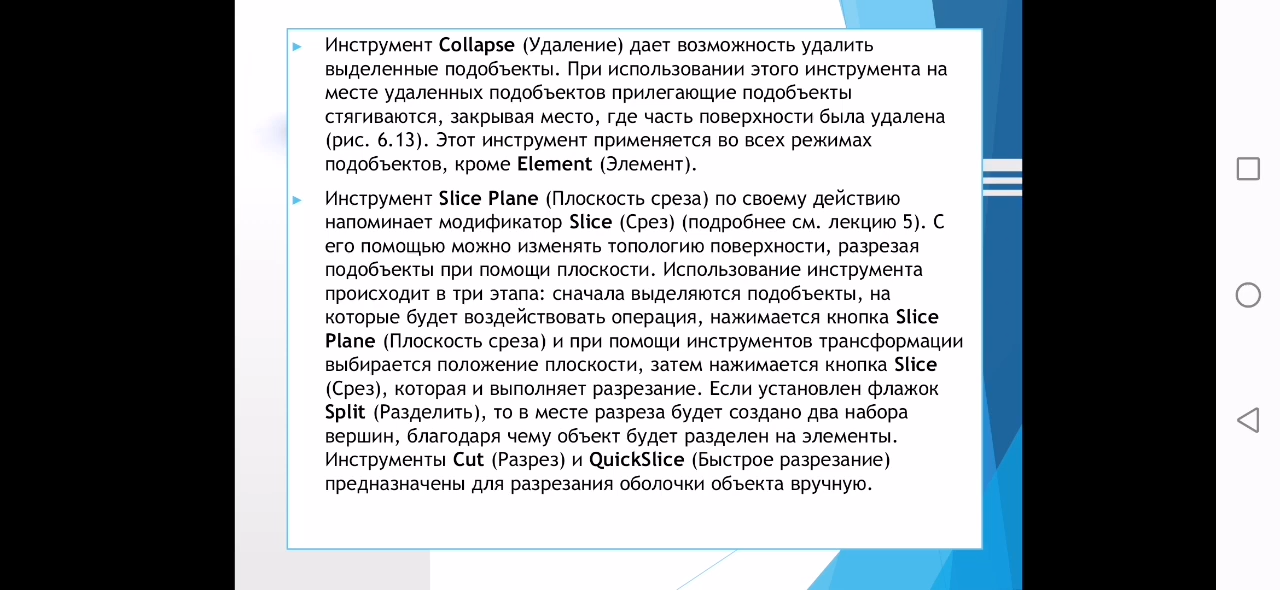 Инструмент Collapse (Удаление) дает возможность удалить
выделенные подобъекты. При использовании этого инструмента на
месте удаленных подобъектов прилегающие подобъекты
стягиваются, закрывая место, где часть поверхности была удалена
(рис. 6.13). Этот инструмент применяется во всех режимах
подобъектов, кроме Element (Элемент).
Инструмент Slice Plane (Плоскость среза) по своему действию
напоминает модификатор Slice (Срез) (подробнее см. лекцию 5). С
его помощью можно изменять топологию поверхности, разрезая
подобъекты при помощи плоскости. Использование инструмента
происходит в три этапа: сначала выделяются подобъекты, на
которые будет воздействовать операция, нажимается кнопка Slice
Plane (Плоскость среза) и при помощи инструментов трансформации
выбирается положение плоскости, затем нажимается кнопка Slice
(Срез), которая и выполняет разрезание. Если установлен флажок
Split (Разделить), то в месте разреза будет создано два набора
вершин, благодаря чему объект будет разделен на элементы.
Инструменты Cut (Разрез) и QuickSlice (Быстрое разрезание)
предназначены для разрезания оболочки объекта вручную.